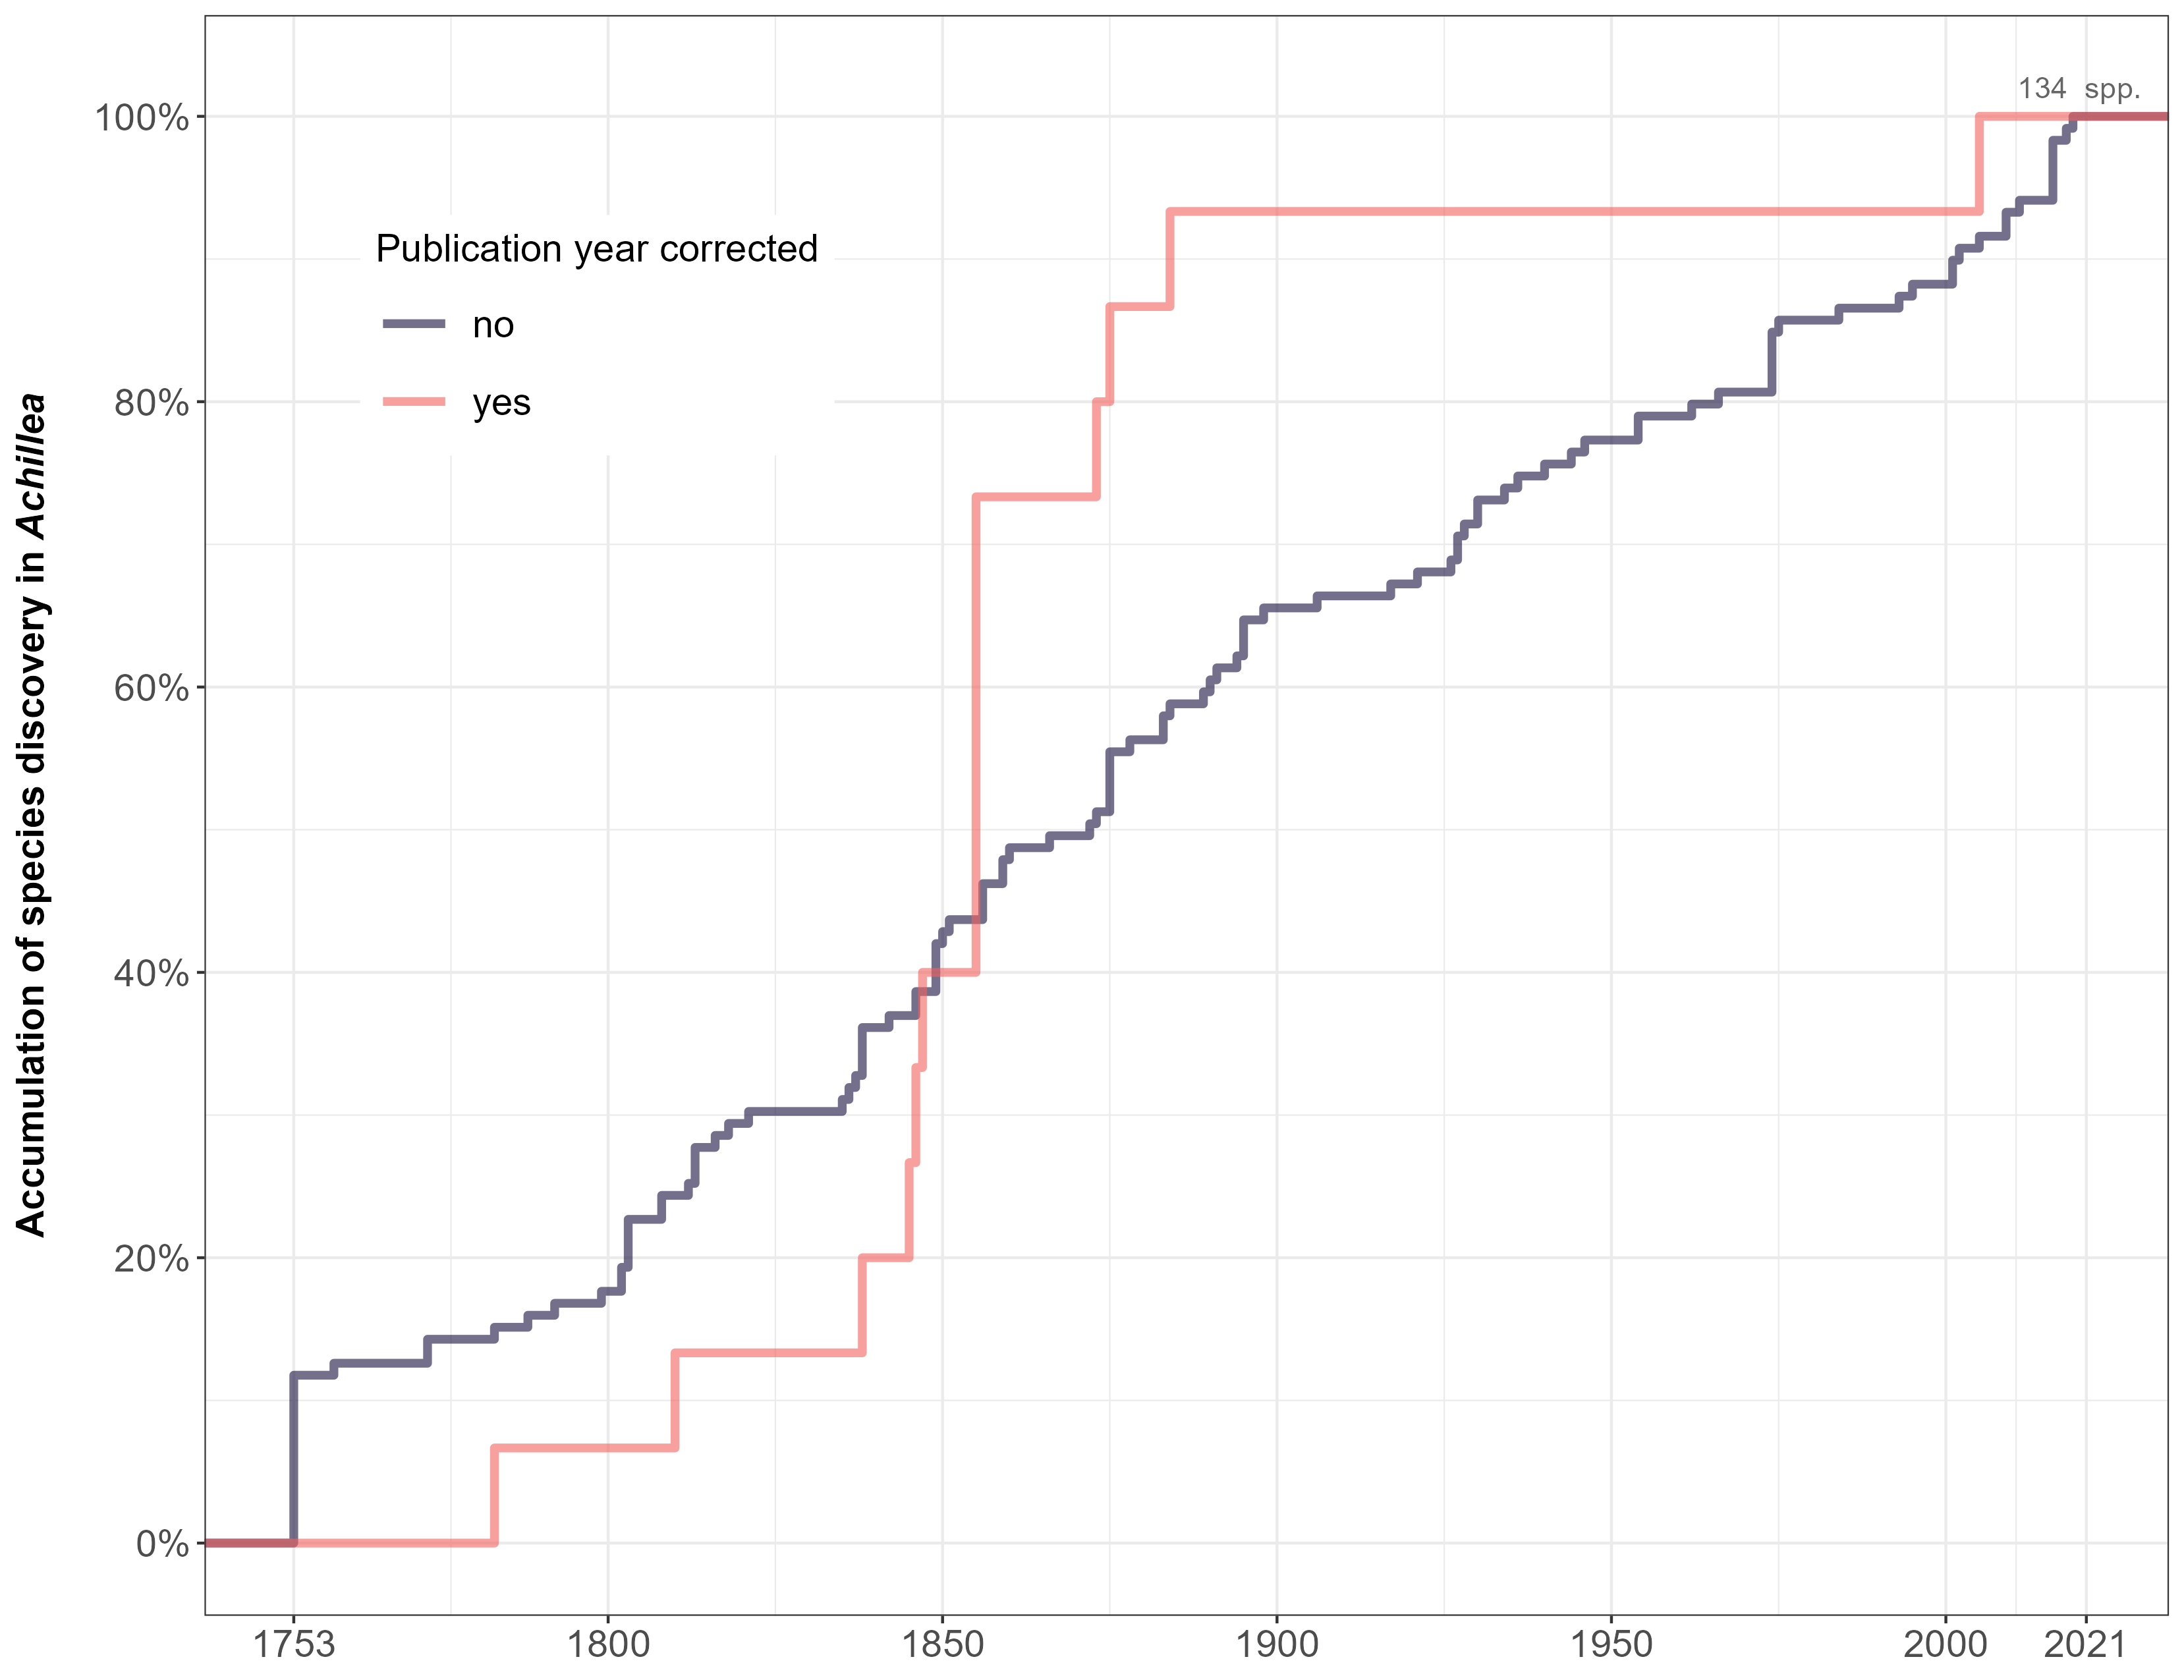 134 spp.
Publication year corrected
no
yes
100%
80%
60%
40%
20%
0%
Accumulation of species discovery in Achillea
1753
1800
1850
1900
1950
2000
2021